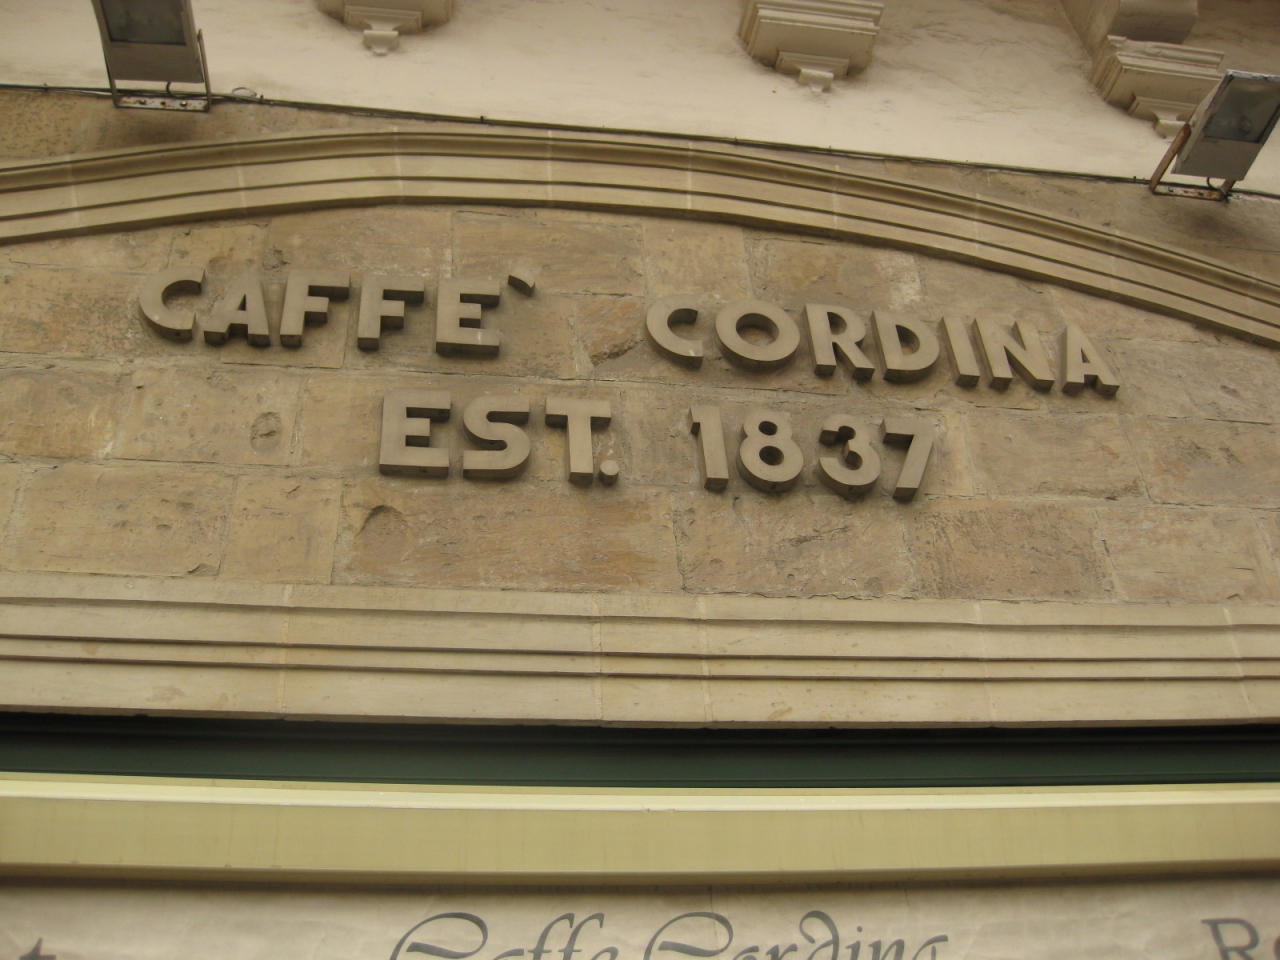 CAFFE` CORDINA
EST. 1837
Caffe Cordina